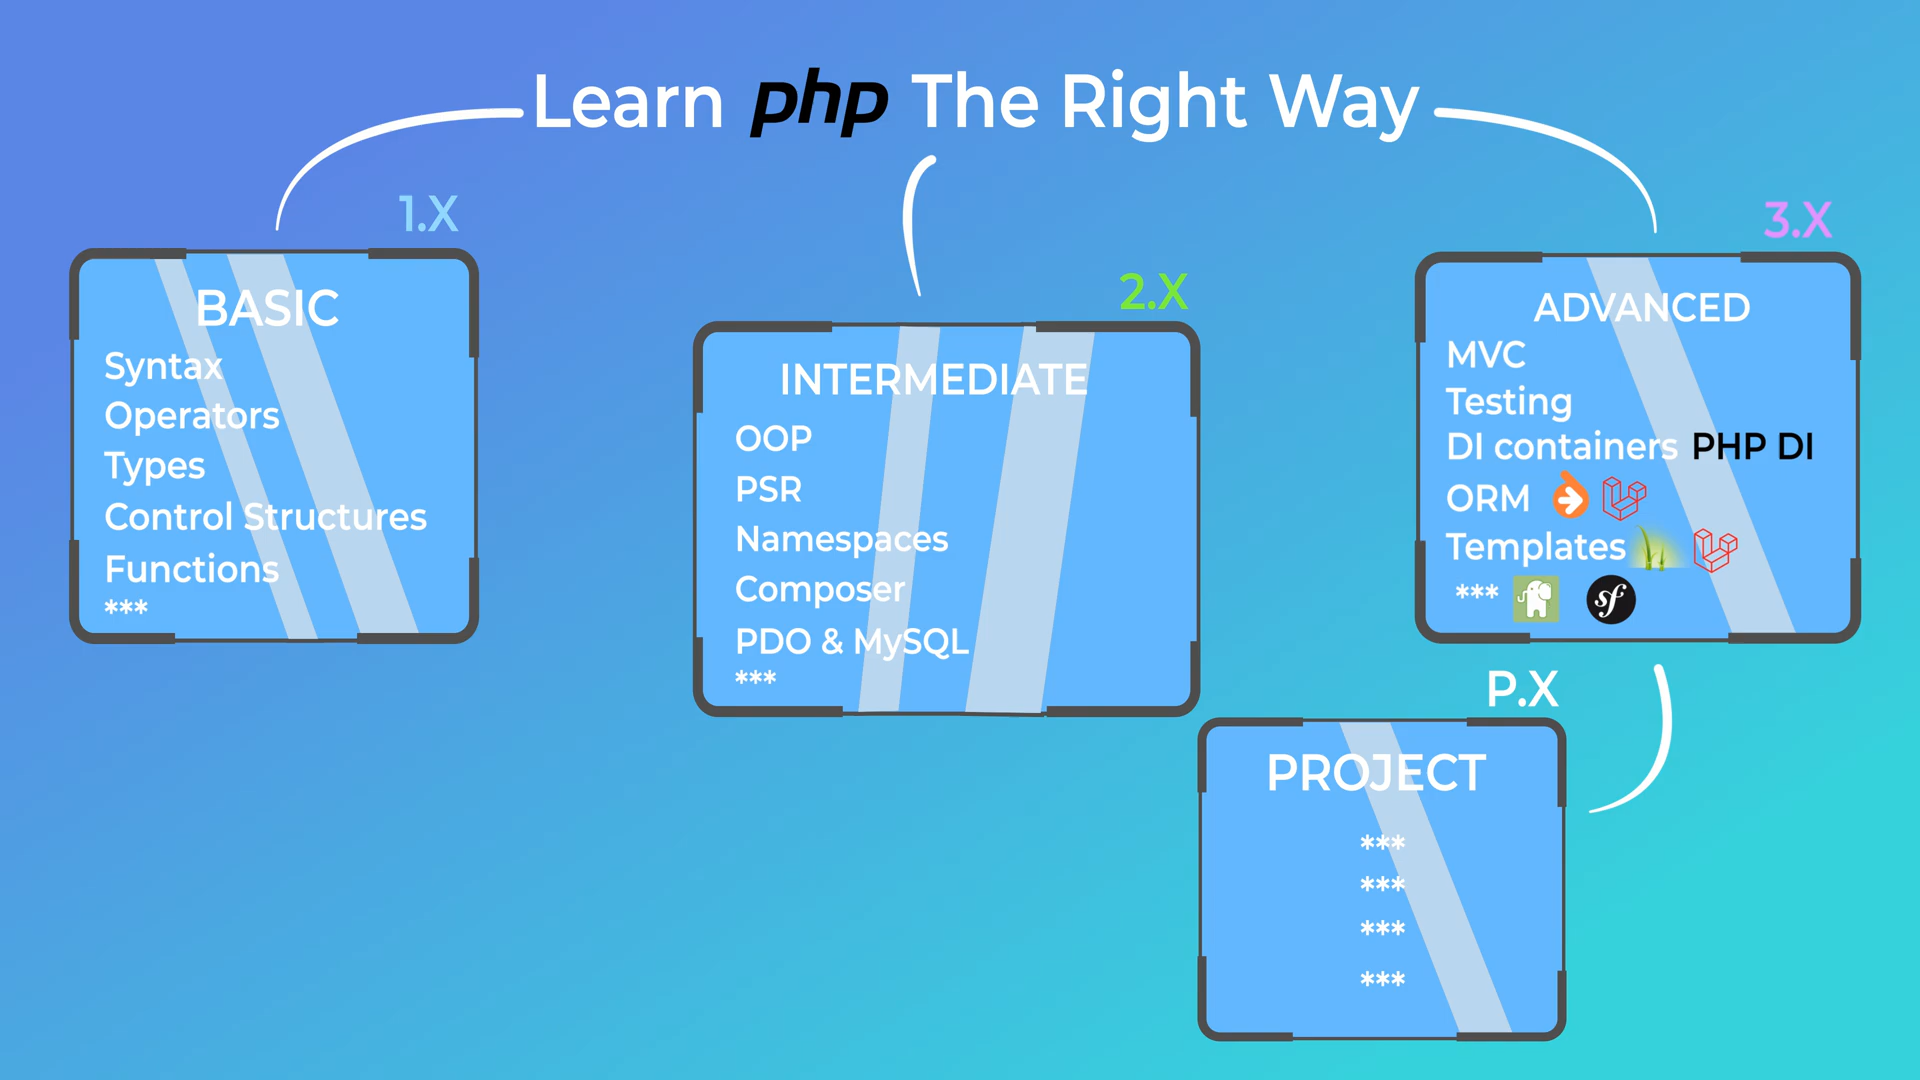 Learn php The Right Way
1.X
BASIC
Syntax
Operators
Types
Control Structures
Functions
***
2.X
INTERMEDIATE
OOP
PSR
Namespaces
Composer
PDO & MySQL
***
3.X
ADVANCED
MVC
Testing
DI containers PHP DI
ORM
Templates
*** sf
P.X
PROJECT
***
***
***
***